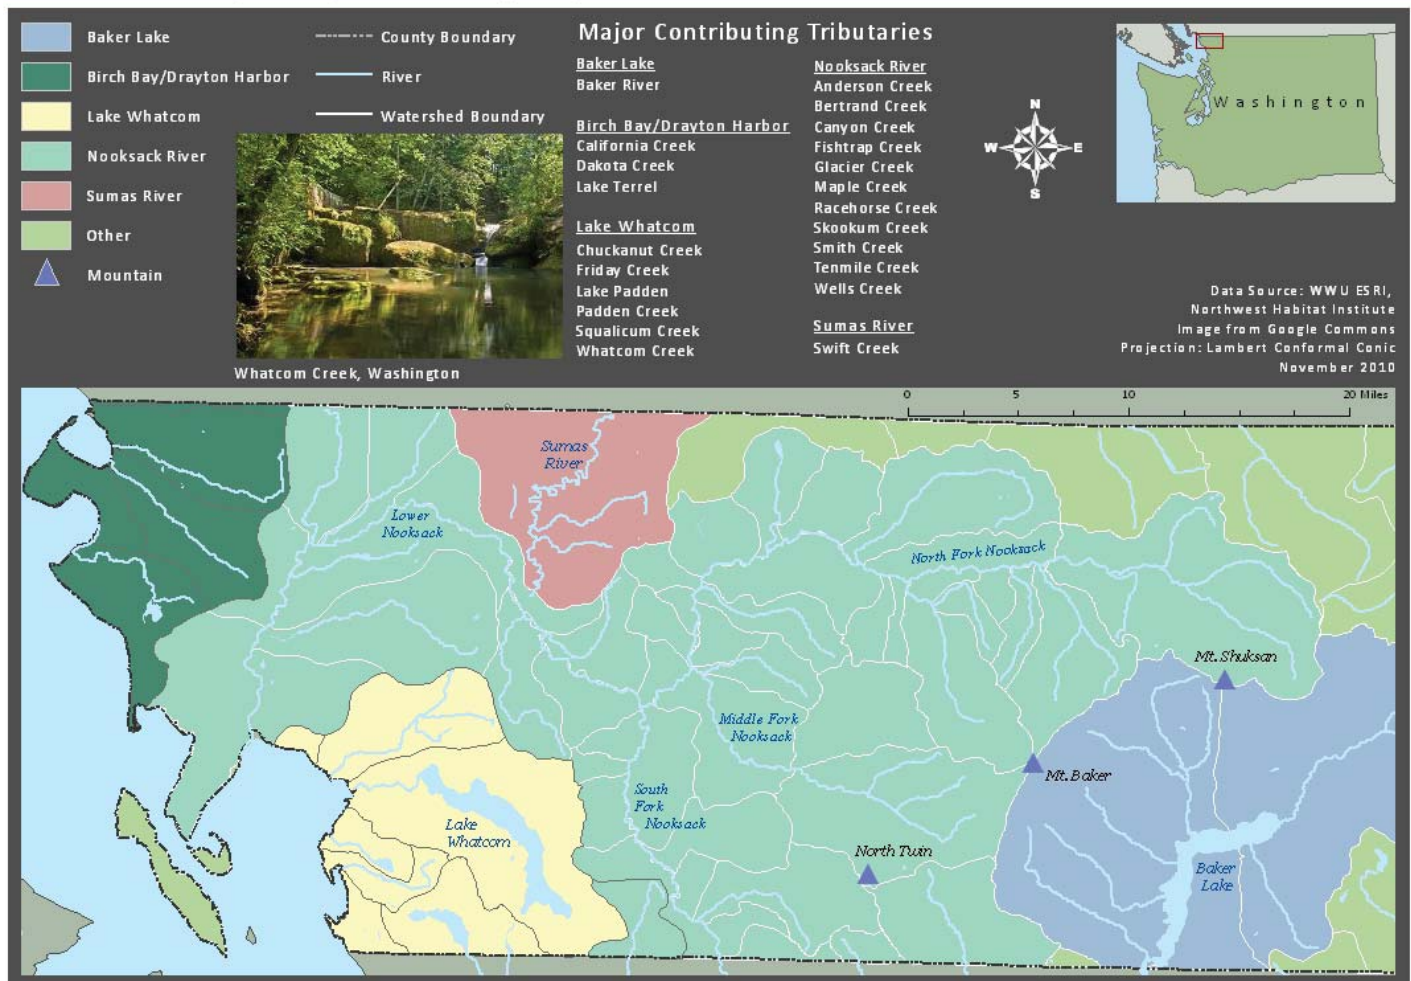 Baker Lake
Birch Bay/Drayton Harbor
Lake Whatcom
Nooksack River
Sumas River
Other
Mountain
County Boundary
River
Watershed Boundary
Whatcom Creek, Washington
Major Contributing Tributaries
Baker Lake
Baker River
Birch Bay/Drayton Harbor
California Creek
Dakota Creek
Lake Terrel
Lake Whatcom
Chuckanut Creek
Friday Creek
Lake Padden
Padden Creek
Squalicum Creek
Whatcom Creek
Nooksack River
Anderson Creek
Bertrand Creek
Canyon Creek
Fishtrap Creek
Glacier Creek
Maple Creek
Racehorse Creek
Skookum Creek
Smith Creek
Tenmile Creek
Wells Creek
Sumas River
Swift Creek
N
W E
S
Washington
Data Source: WWU ESRI,
Northwest Habitat Institute
Image from Google Commons
Projection: Lambert Conformal Conic
November 2010
0 5 10 20 Miles
Sumas
River
Lower
Nooksack
North Fork Nooksack
Mt. Shuksan
Middle Fork
Nooksack
Mt. Baker
South
Fork
Nooksack
Lake
Whatcom
North Twin
Baker
Lake